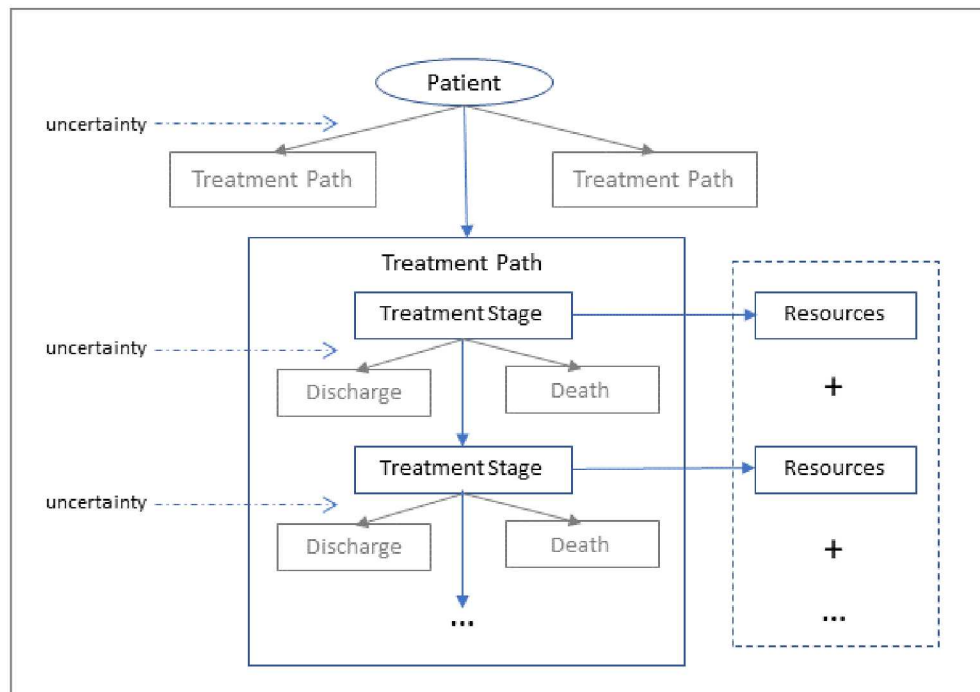 Patient
uncertainty
Treatment Path
Treatment Path
Treatment Path
Treatment Stage
Resources
uncertainty
Discharge
Death
+
Treatment Stage
Resources
uncertainty
Discharge
Death
+
...
...